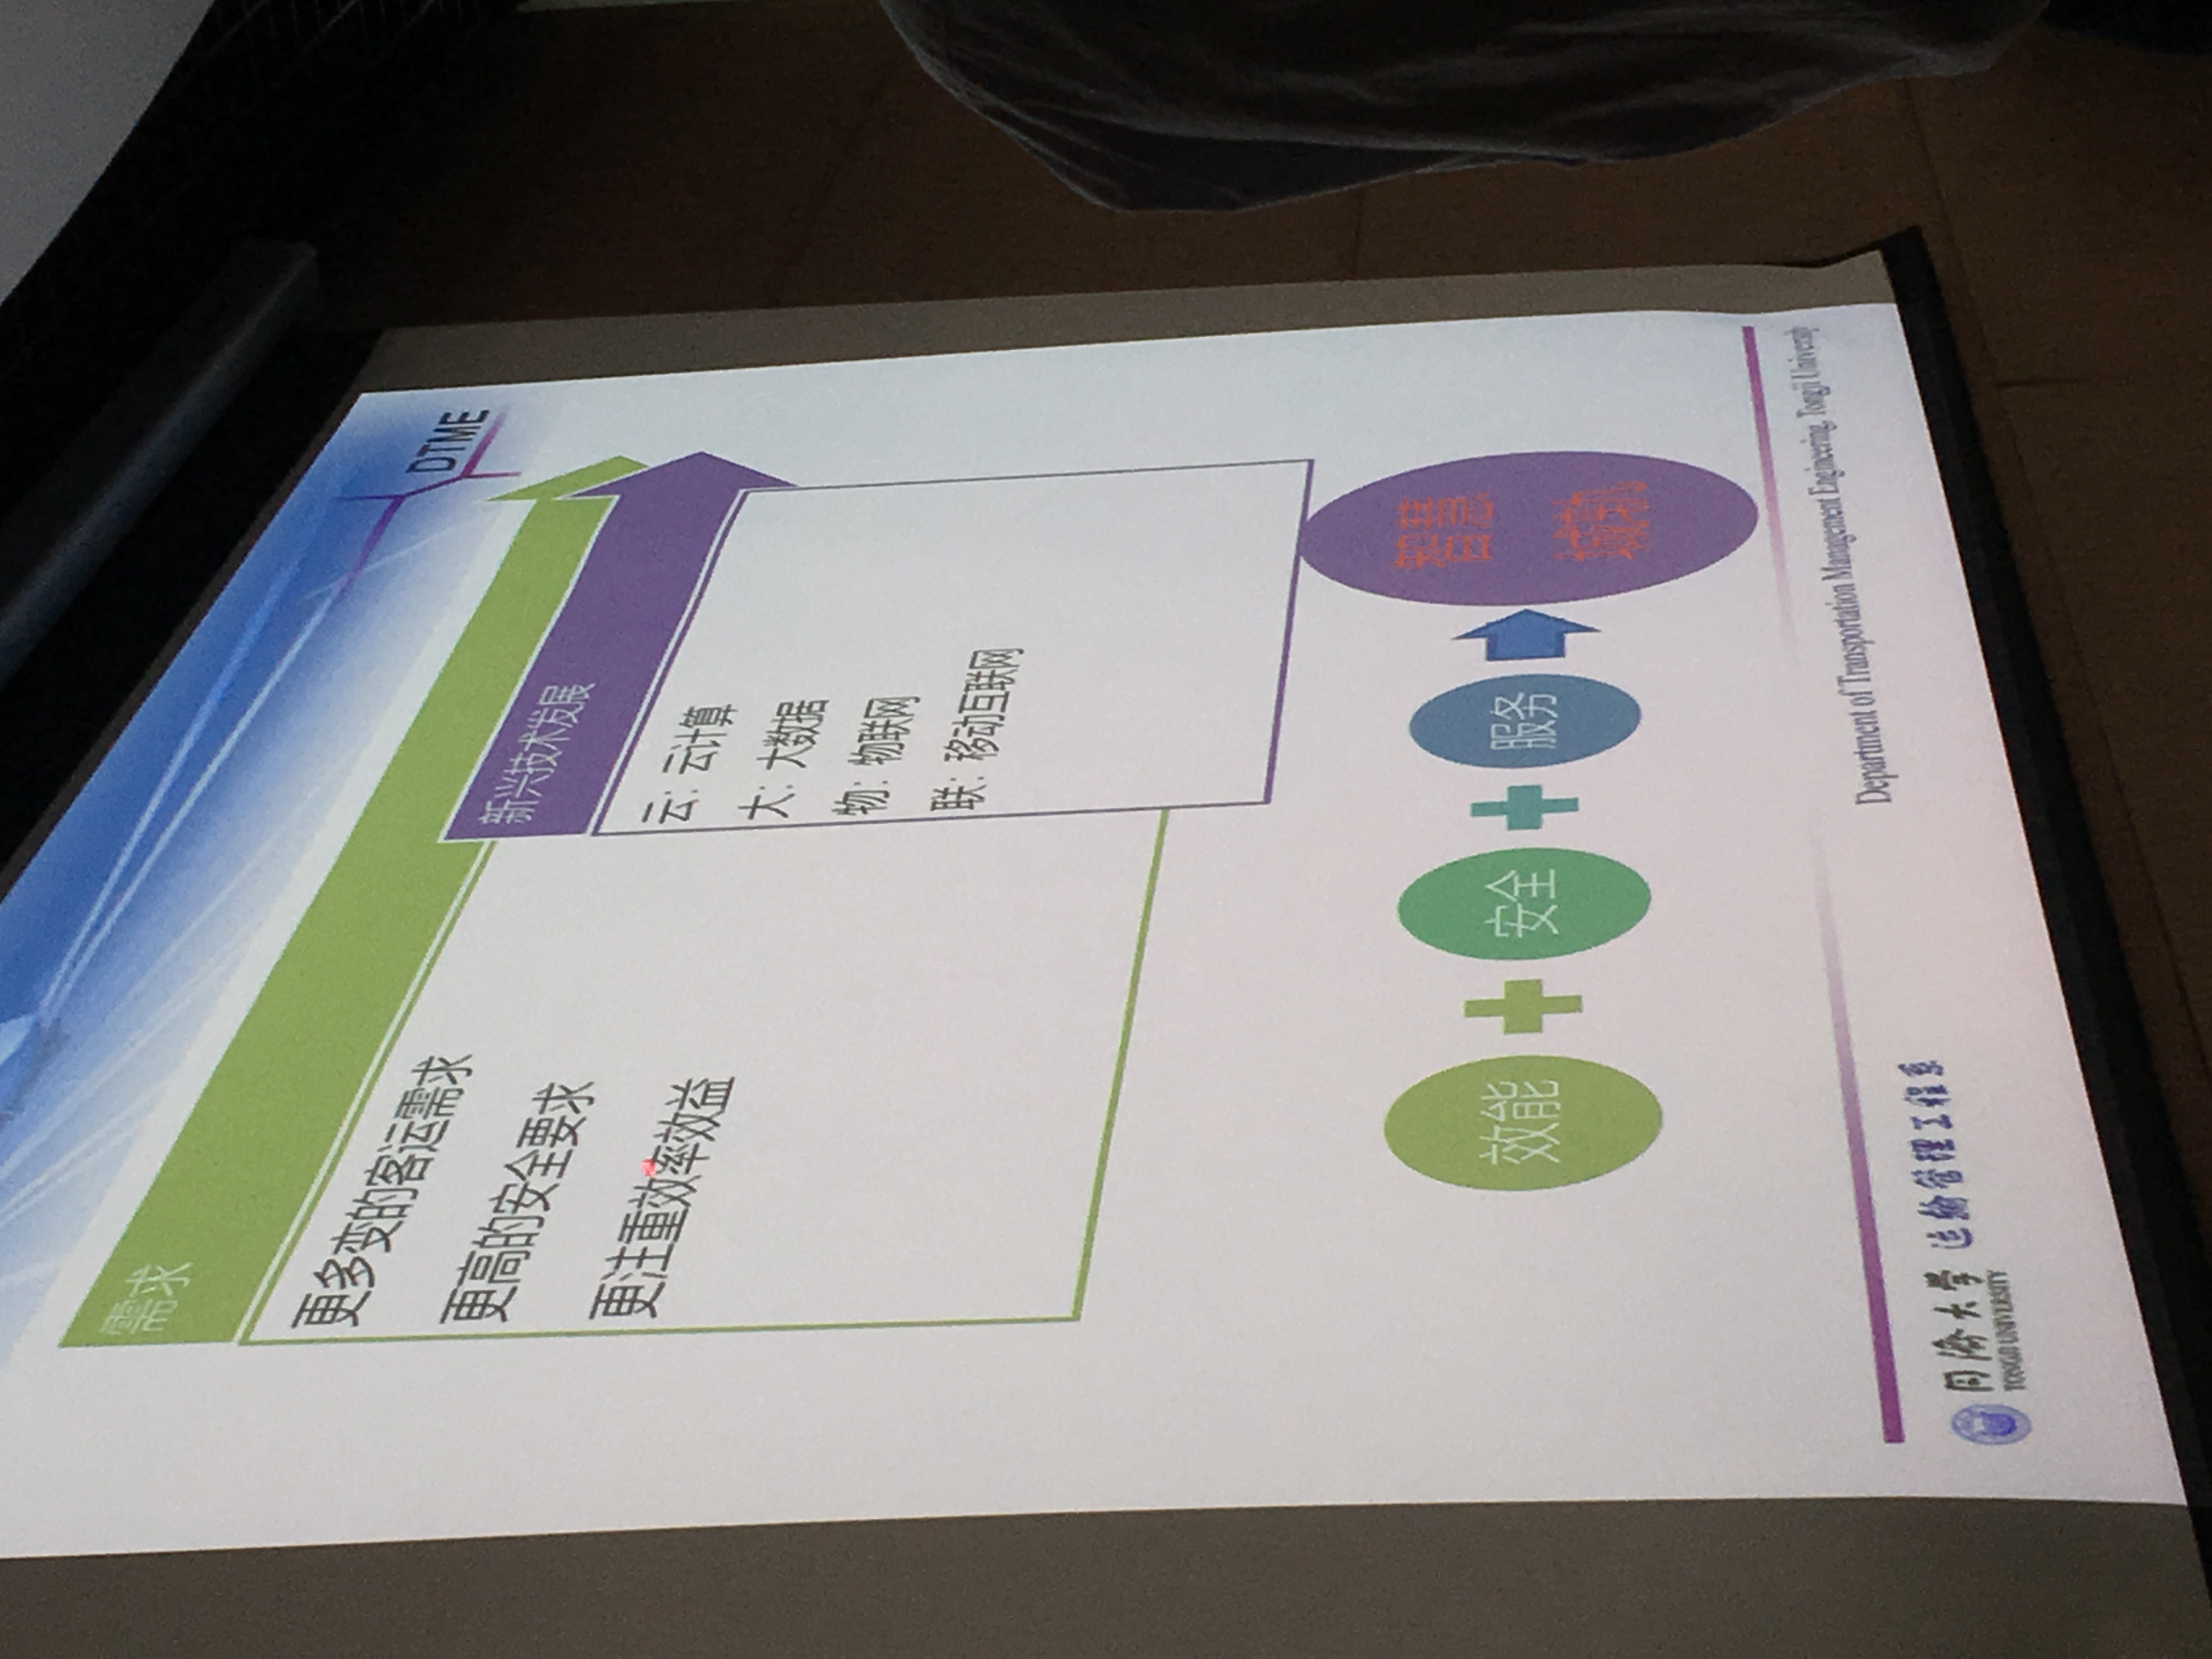 DTME
需求
更多变的客运需求
更高的安全要求
更注重效率效益
新兴技术发展
云：云计算
大：大数据
物：物联网
联：移动互联网
效能
安全
服务
智慧
城轨
Department of Transportation Management Engineering, Tongji University
同濟大学
TONGJI UNIVERSITY
运输管理工程系